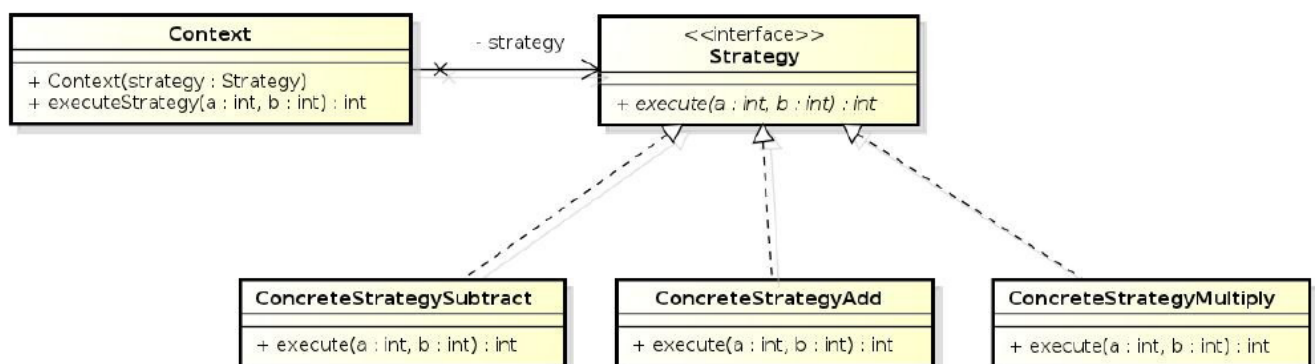 Context
+ Context(strategy : Strategy)
+ executeStrategy(a : int, b : int) : int
- strategy
<<interface>>
Strategy
+ execute(a : int, b : int) : int
ConcreteStrategySubtract
+ execute(a : int, b : int) : int
ConcreteStrategyAdd
+ execute(a : int, b : int) : int
ConcreteStrategyMultiply
+ execute(a : int, b : int) : int